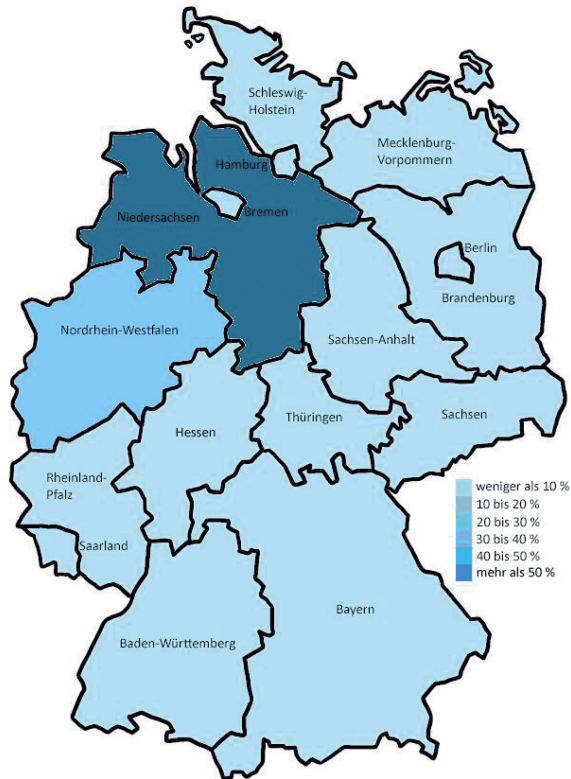 Schleswig-
Holstein
Mecklenburg-
Vorpommern
Hamburg
Niedersachsen
Bremen
Berlin
Brandenburg
Nordrhein-Westfalen
Sachsen-Anhalt
Hessen
Thüringen
Sachsen
Rheinland-
Pfalz
Saarland
Baden-Württemberg
Bayern
weniger als 10 %
10 bis 20 %
20 bis 30 %
30 bis 40 %
40 bis 50 %
mehr als 50 %